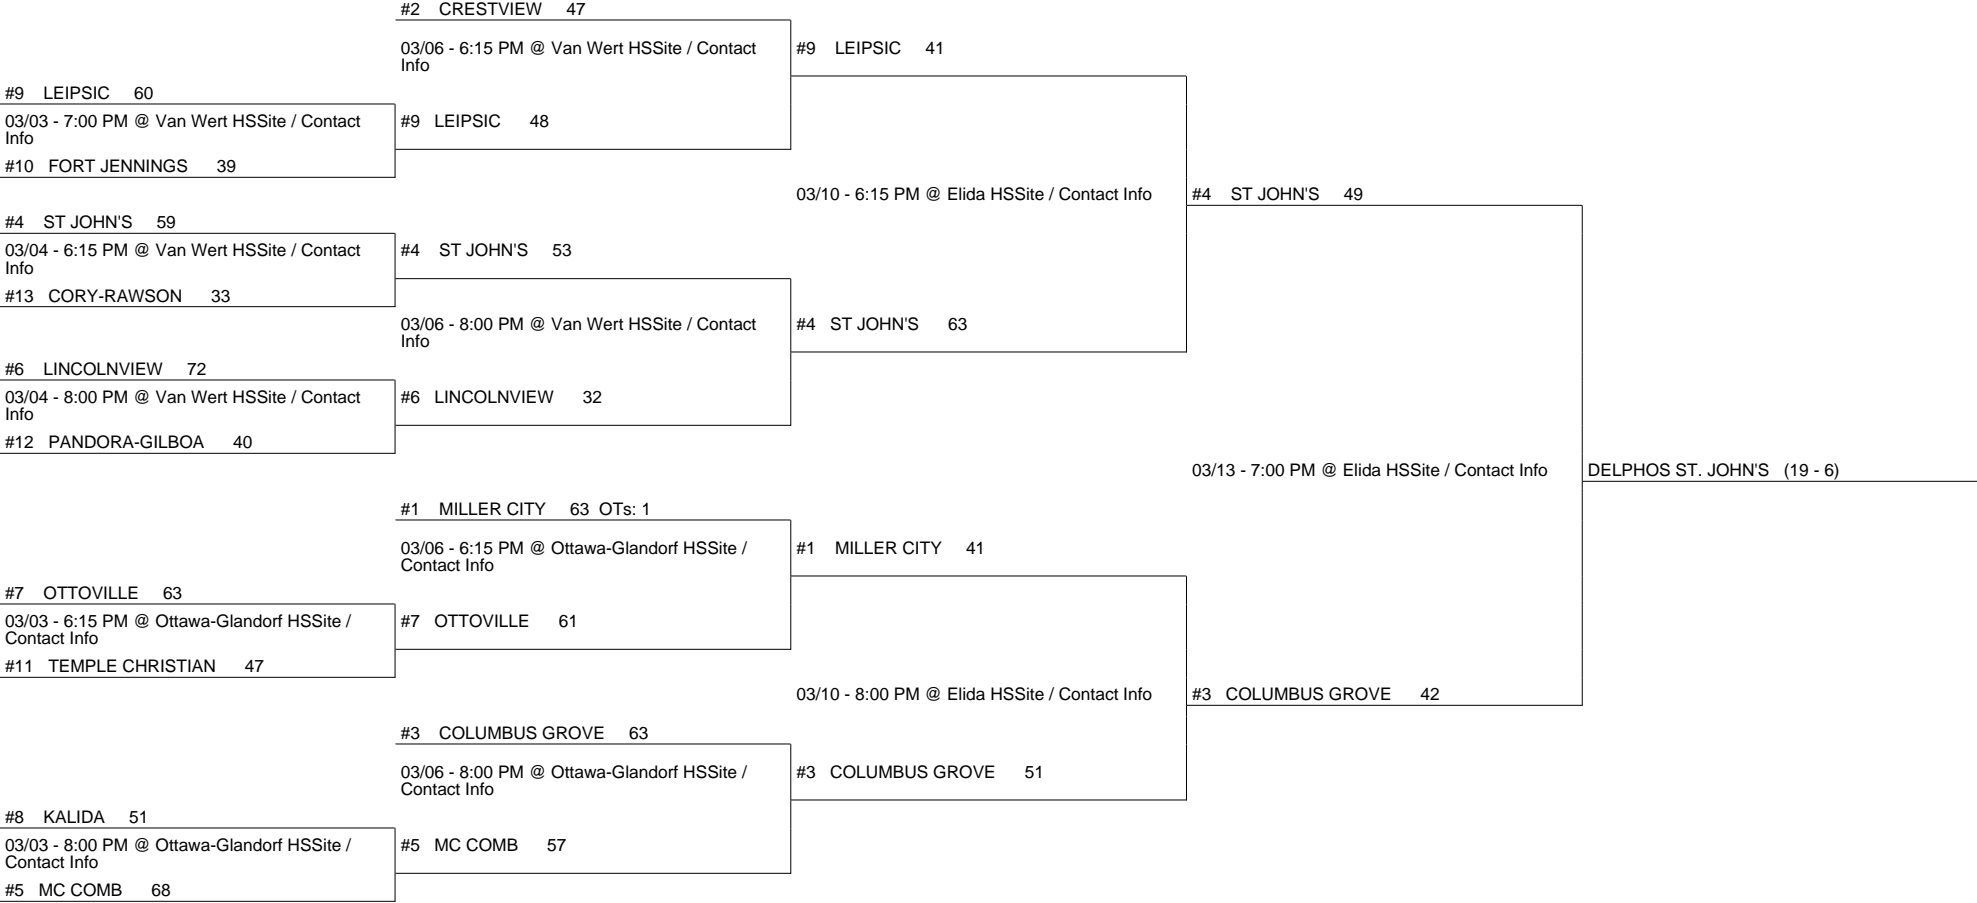 #9 LEIPSIC 60
03/03 - 7:00 PM @ Van Wert HSSite / Contact
Info
#10 FORT JENNINGS 39
#4 ST JOHN'S 59
03/04 - 6:15 PM @ Van Wert HSSite / Contact
Info
#13 CORY-RAWSON 33
#6 LINCOLNVIEW 72
03/04 - 8:00 PM @ Van Wert HSSite / Contact
Info
#12 PANDORA-GILBOA 40
#7 OTTOVILLE 63
03/03 - 6:15 PM @ Ottawa-Glandorf HSSite /
Contact Info
#11 TEMPLE CHRISTIAN 47
#8 KALIDA 51
03/03 - 8:00 PM @ Ottawa-Glandorf HSSite /
Contact Info
#5 MC COMB 68
#2 CRESTVIEW 47
03/06 - 6:15 PM @ Van Wert HSSite / Contact
Info
#9 LEIPSIC 48
#4 ST JOHN'S 53
03/06 - 8:00 PM @ Van Wert HSSite / Contact
Info
#6 LINCOLNVIEW 32
#1 MILLER CITY 63 OTs: 1
03/06 - 6:15 PM @ Ottawa-Glandorf HSSite /
Contact Info
#7 OTTOVILLE 61
#3 COLUMBUS GROVE 63
03/06 - 8:00 PM @ Ottawa-Glandorf HSSite /
Contact Info
#5 MC COMB 57
#9 LEIPSIC 41
03/10 - 6:15 PM @ Elida HSSite / Contact Info
#4 ST JOHN'S 63
#1 MILLER CITY 41
03/10 - 8:00 PM @ Elida HSSite / Contact Info
#3 COLUMBUS GROVE 51
#4 ST JOHN'S 49
03/13 - 7:00 PM @ Elida HSSite / Contact Info
#3 COLUMBUS GROVE 42
DELPHOS ST. JOHN'S (19 - 6)